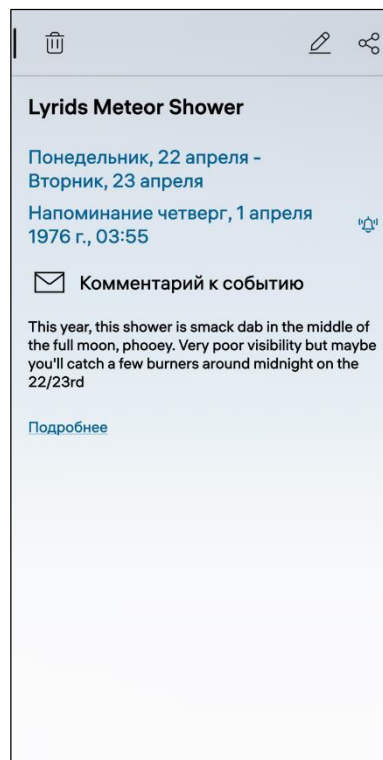 Lyrids Meteor Shower
Понедельник, 22 апреля -
Вторник, 23 апреля
Напоминание четверг, 1 апреля
1976 г., 03:55
Комментарий к событию
This year, this shower is smack dab in the middle of
the full moon, phooey. Very poor visibility but maybe
you'll catch a few burners around midnight on the
22/23rd
Подробнее